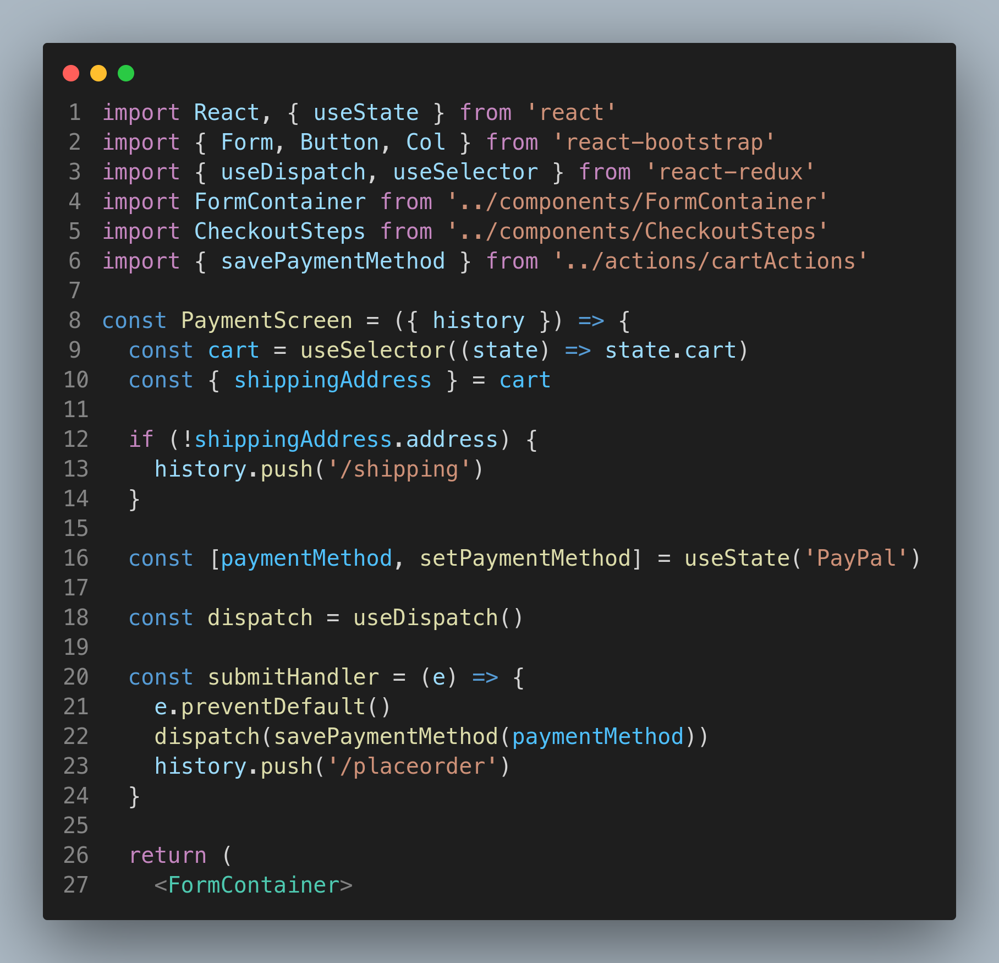 1 import React, { useState } from 'react'
2 import { Form, Button, Col } from 'react-bootstrap'
3 import { useDispatch, useSelector } from 'react-redux'
4 import FormContainer from '../components/FormContainer'
5 import CheckoutSteps from '../components/CheckoutSteps'
6 import { savePaymentMethod } from '../actions/cartActions'
7
8 const PaymentScreen = ({ history }) => {
9   const cart = useSelector((state) => state.cart)
10   const { shippingAddress } = cart
11
12   if (!shippingAddress.address) {
13     history.push('/shipping')
14   }
15
16   const [paymentMethod, setPaymentMethod] = useState('PayPal')
17
18   const dispatch = useDispatch()
19
20   const submitHandler = (e) => {
21     e.preventDefault()
22     dispatch(savePaymentMethod(paymentMethod))
23     history.push('/placeorder')
24   }
25
26   return (
27     <FormContainer>